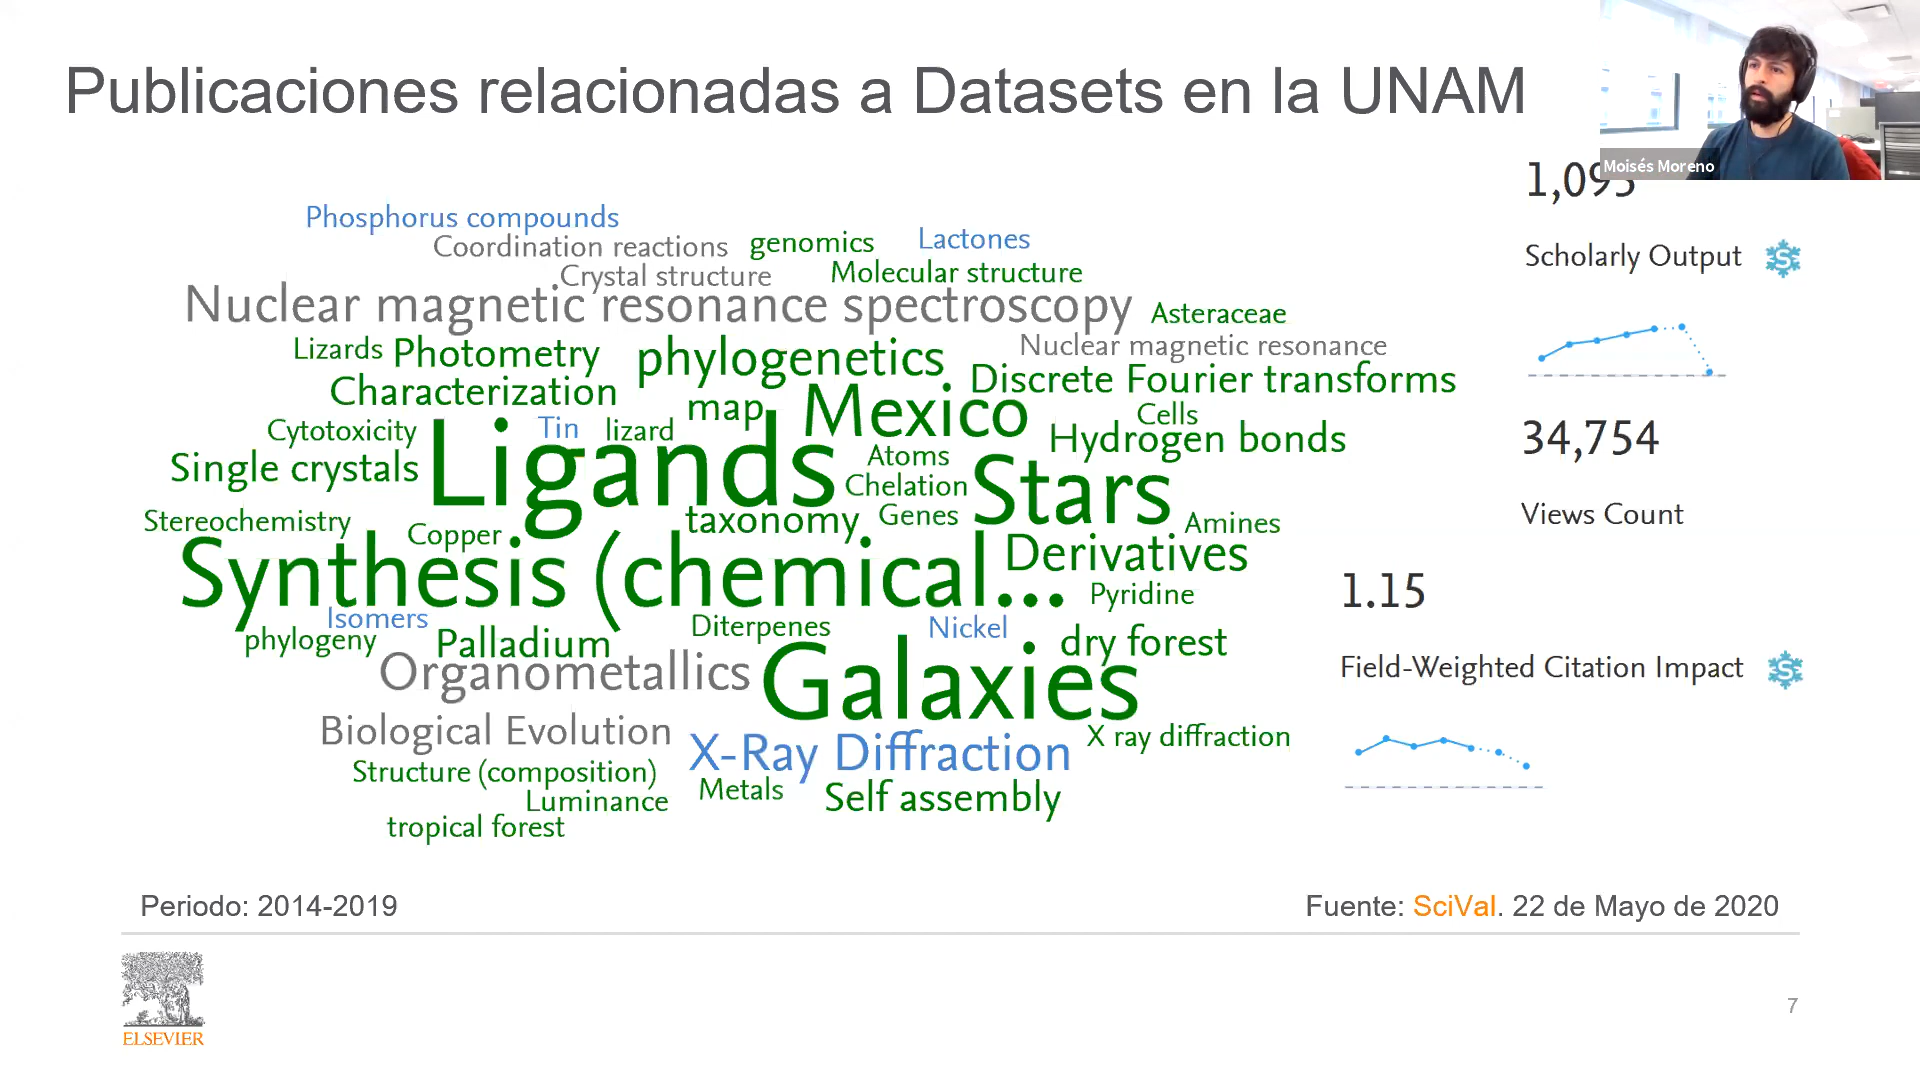 Publicaciones relacionadas a Datasets en la UNAM
Moisés Moreno
Phosphorus compounds
Coordination reactions genomics Lactones
Crystal structure Molecular structure
Nuclear magnetic resonance spectroscopy Asteraceae
Lizards Photometry phylogenetics Nuclear magnetic resonance
Characterization map Mexico Discrete Fourier transforms
Cytotoxicity Tin lizard Cells
Single crystals Ligands Atoms Hydrogen bonds
Chelation Stars
Stereochemistry Copper taxonomy Genes Amines
Synthesis (chemical... Derivatives
Isomers Pyridine
phylogeny Palladium Diterpenes Nickel dry forest
Organometallics Galaxies
Biological Evolution X-Ray Diffraction X ray diffraction
Structure (composition)
Luminance Metals Self assembly
tropical forest
Scholarly Output
34,754
Views Count
1.15
Field-Weighted Citation Impact
Periodo: 2014-2019
Fuente: SciVal. 22 de Mayo de 2020
ELSEVIER
7